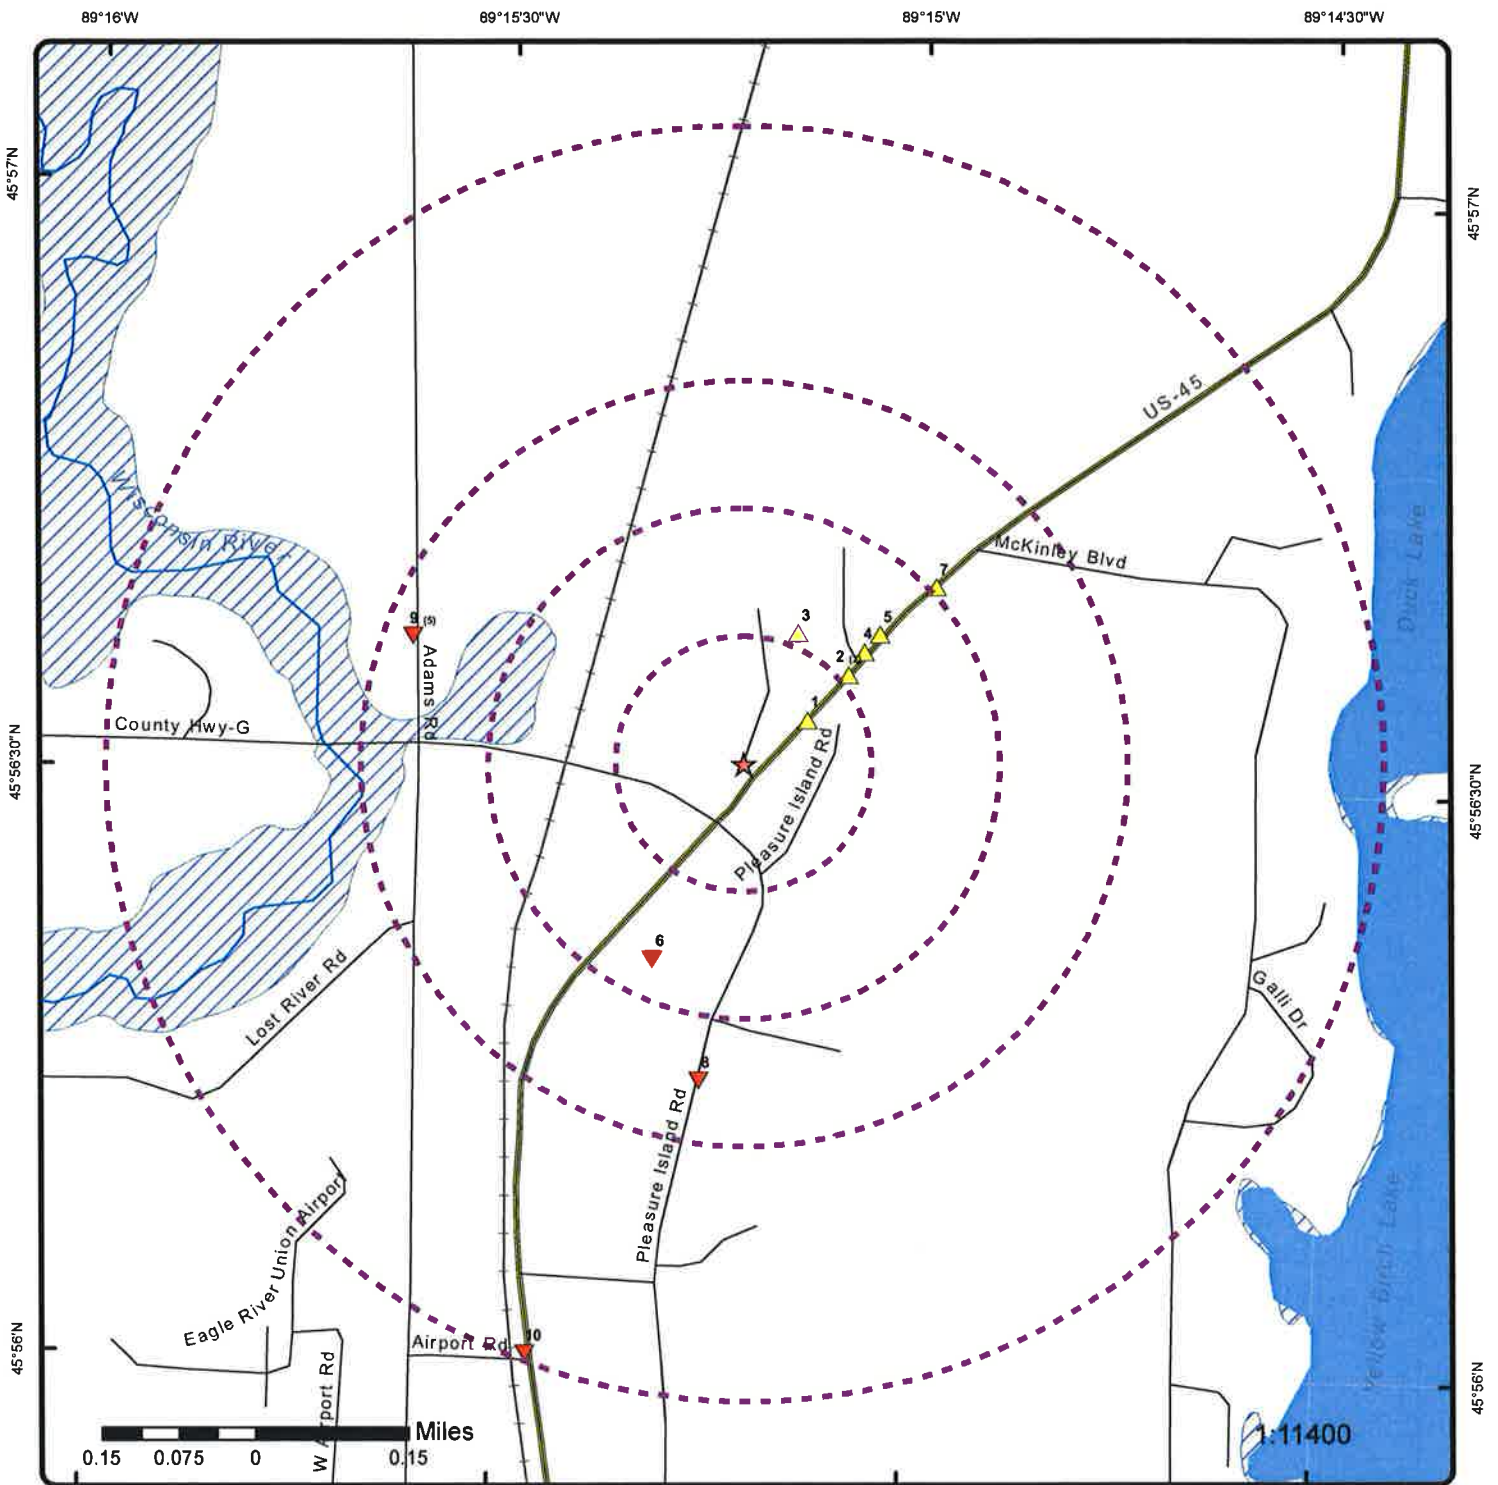 89°16'W
89°15'30"W
89°15'W
89°14'30"W
45°57'N
45°57'N
US-45
Wisconsin River
McKinley Blvd
Duck Lake
7
9 (5)
3
5
4
2
1
Adams Rd
County Hwy-G
45°56'30"N
45°56'30"N
Pleasure Island Rd
6
Lost River Rd
Galli Dr
8
Pleasure Island Rd
Eagle River Union Airport
Yellow Birch Lake
45°56'N
45°56'N
Airport Rd
10
W Airport Rd
Miles
0.15
0.075
0
0.15
1:11400